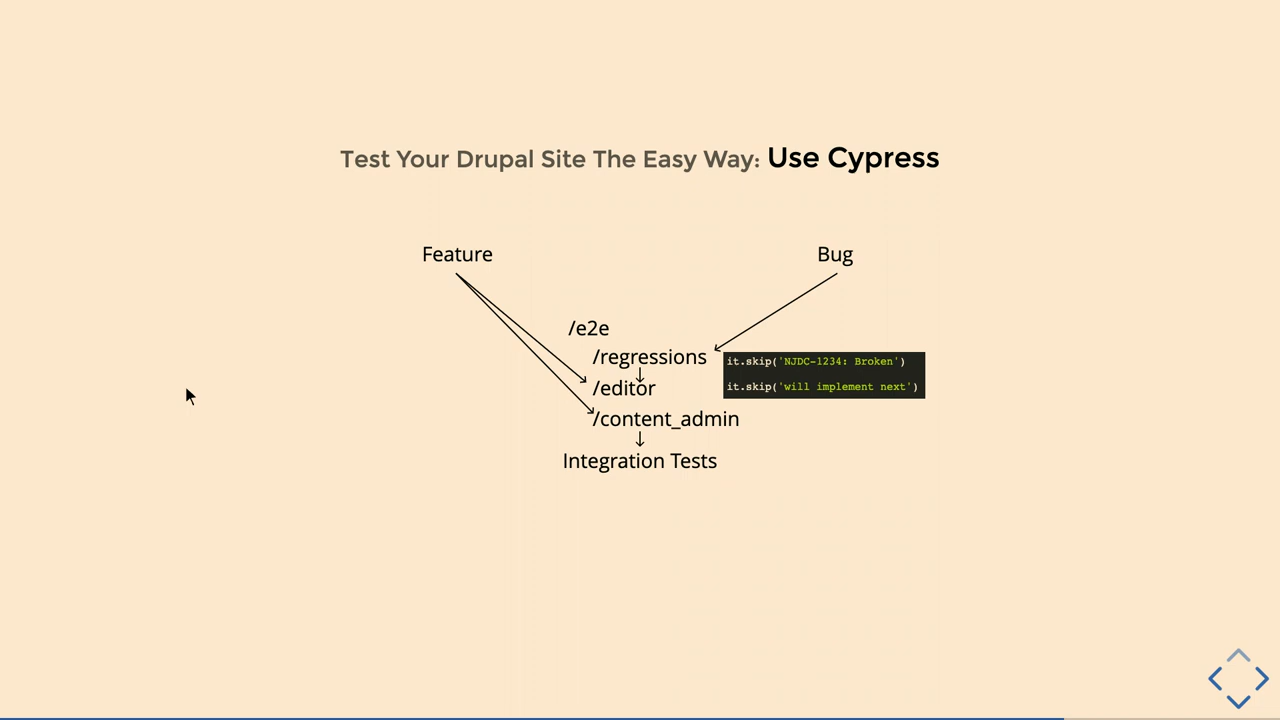 Test Your Drupal Site The Easy Way: Use Cypress
Feature
Bug
/e2e
/regressions
it.skip('NJDC-1234: Broken')
it.skip('will implement next')
/editor
/content_admin
Integration Tests